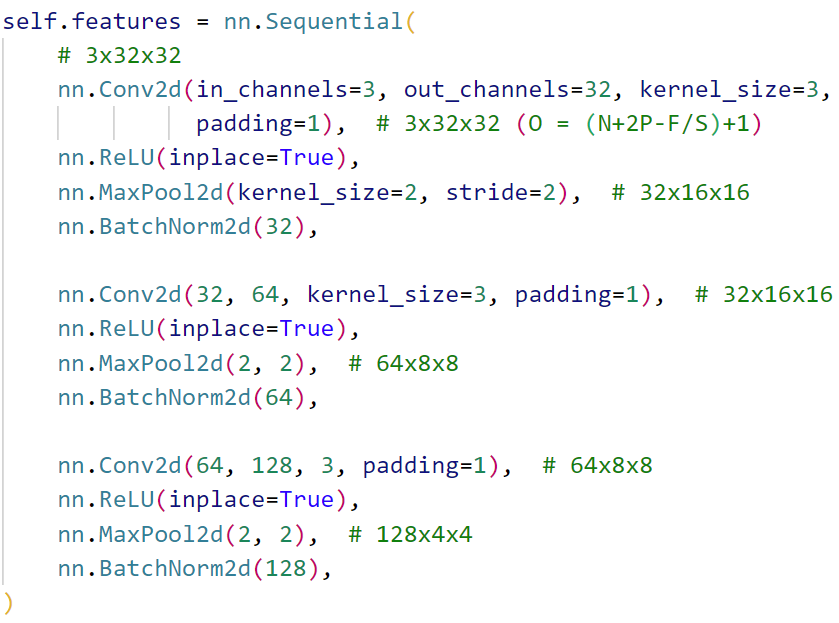 self.features = nn.Sequential(
    # 3x32x32
    nn.Conv2d(in_channels=3, out_channels=32, kernel_size=3,
              padding=1),  # 3x32x32 (O = (N+2P-F/S)+1)
    nn.ReLU(inplace=True),
    nn.MaxPool2d(kernel_size=2, stride=2),  # 32x16x16
    nn.BatchNorm2d(32),

    nn.Conv2d(32, 64, kernel_size=3, padding=1),  # 32x16x16
    nn.ReLU(inplace=True),
    nn.MaxPool2d(2, 2),  # 64x8x8
    nn.BatchNorm2d(64),

    nn.Conv2d(64, 128, 3, padding=1),  # 64x8x8
    nn.ReLU(inplace=True),
    nn.MaxPool2d(2, 2),  # 128x4x4
    nn.BatchNorm2d(128),
)